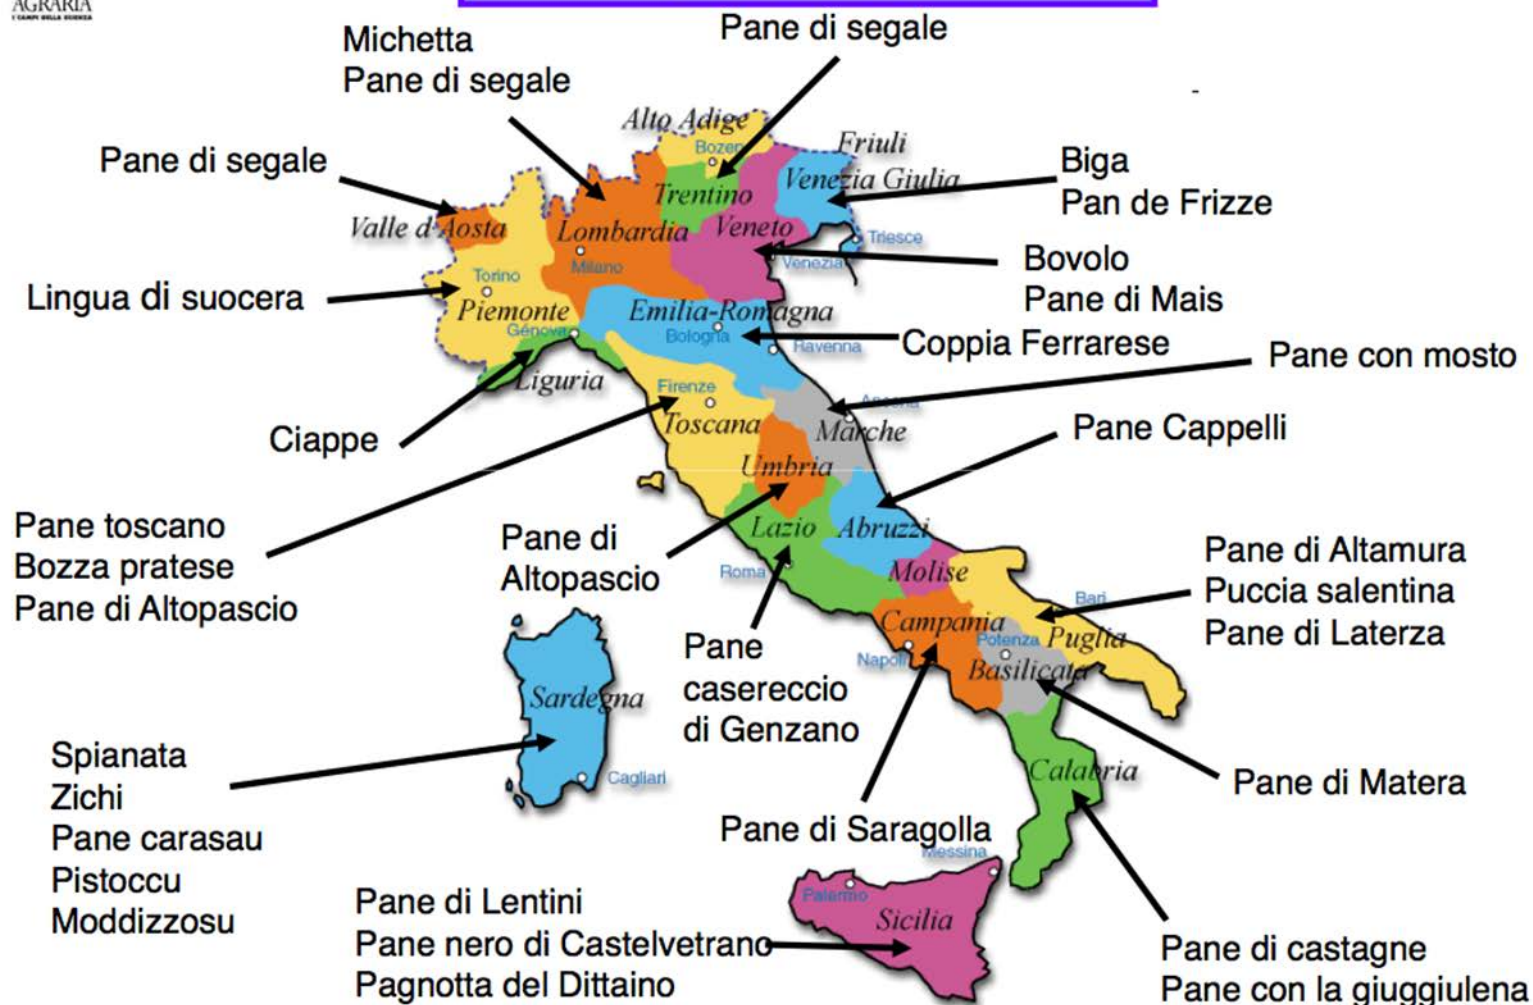 AGRARIA
I CAMPI DELLA SCIENZA
Michetta
Pane di segale
Pane di segale
Pane di segale
Alto Adige
Bozen
Friuli
Venezia Giulia
Biga
Pan de Frizze
Trentino
Valle d'Aosta
Lombardia
Veneto
Triesce
Milano
Venezia
Bovolo
Pane di Mais
Lingua di suocera
Torino
Piemonte
Génova
Emilia-Romagna
Bologna
Ravenna
Coppia Ferrarese
Pane con mosto
Liguria
Firenze
Toscana
Ancona
Marche
Ciappe
Pane Cappelli
Umbria
Pane toscano
Bozza pratese
Pane di Altopascio
Pane di
Altopascio
Lazio
Abruzzi
Roma
Molise
Pane di Altamura
Puccia salentina
Pane di Laterza
Bari
Puglia
Campania
Potenza
Napoli
Basilicata
Pane
casereccio
di Genzano
Sardegna
Cagliari
Spianata
Zichi
Pane carasau
Pistoccu
Moddizzosu
Calabria
Pane di Matera
Pane di Saragolla
Messina
Palermo
Sicilia
Pane di Lentini
Pane nero di Castelvetrano
Pagnotta del Dittaino
Pane di castagne
Pane con la giuggiulena